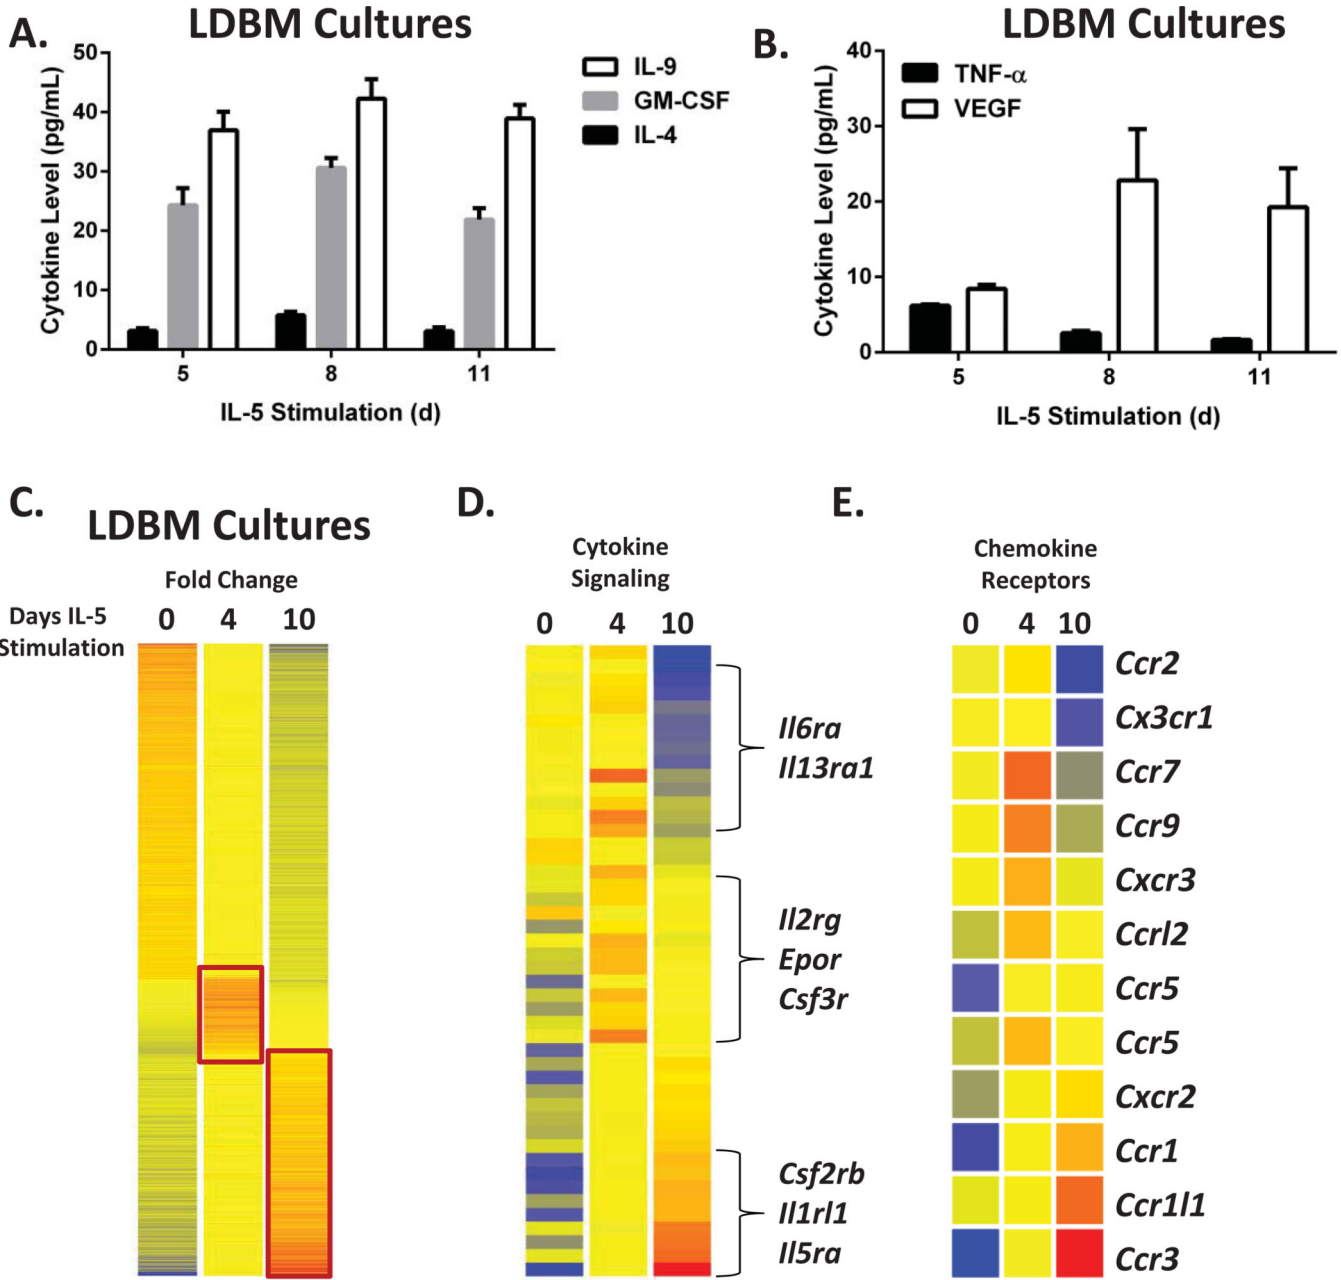 A.
LDBM Cultures
Cytokine Level (pg/mL)
50
40
30
20
10
0
5
8
11
IL-5 Stimulation (d)
IL-9
GM-CSF
IL-4
B.
LDBM Cultures
Cytokine Level (pg/mL)
40
30
20
10
0
5
8
11
IL-5 Stimulation (d)
TNF-α
VEGF
C.
LDBM Cultures
Fold Change
Days IL-5
Stimulation
0 4 10
D.
Cytokine
Signaling
0 4 10
Il6ra
Il13ra1
Il2rg
Epor
Csf3r
Csf2rb
Il1rl1
Il5ra
E.
Chemokine
Receptors
0 4 10
Ccr2
Cx3cr1
Ccr7
Ccr9
Cxcr3
Ccrl2
Ccr5
Ccr5
Cxcr2
Ccr1
Ccr1l1
Ccr3